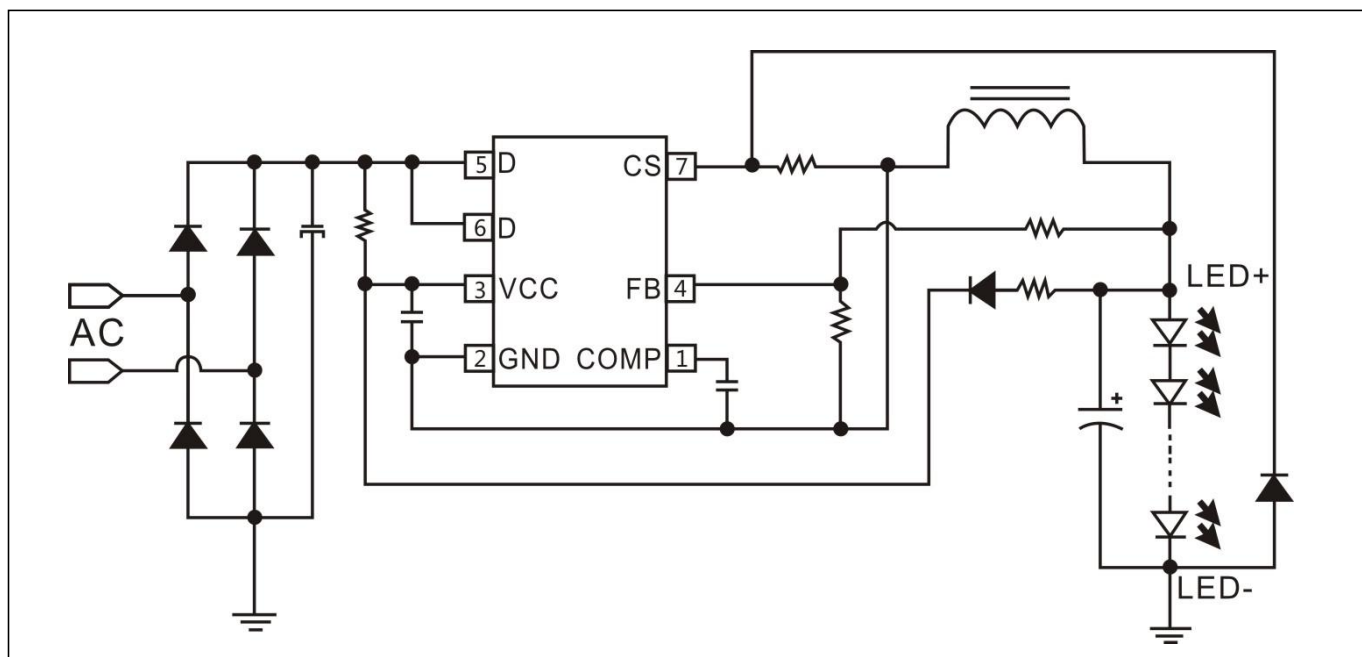 5 D CS 7
6 D
3 VCC FB 4
LED+
AC
2 GND COMP 1
+
LED-